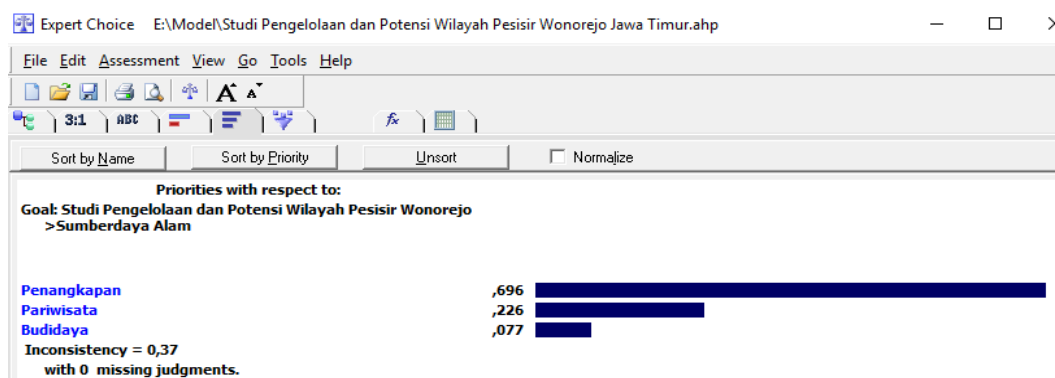 Expert Choice E:\Model\Studi Pengelolaan dan Potensi Wilayah Pesisir Wonorejo Jawa Timur.ahp
File Edit Assessment View Go Tools Help
A A
3:1 ABC fx
Sort by Name Sort by Priority Unsort Normalize
Priorities with respect to:
Goal: Studi Pengelolaan dan Potensi Wilayah Pesisir Wonorejo
>Sumberdaya Alam
Penangkapan ,696
Pariwisata ,226
Budidaya ,077
Inconsistency = 0,37
with 0 missing judgments.